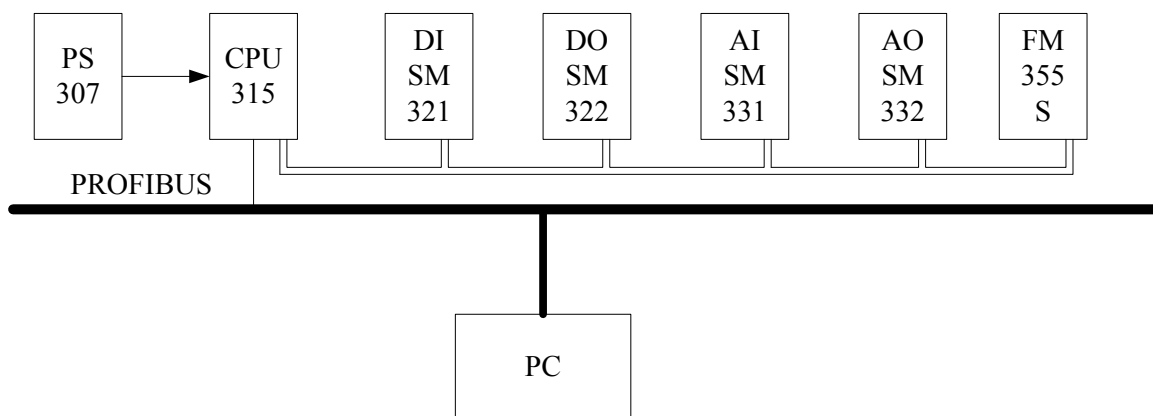 PS
307
CPU
315
DI
SM
321
DO
SM
322
AI
SM
331
AO
SM
332
FM
355
S
PROFIBUS
PC